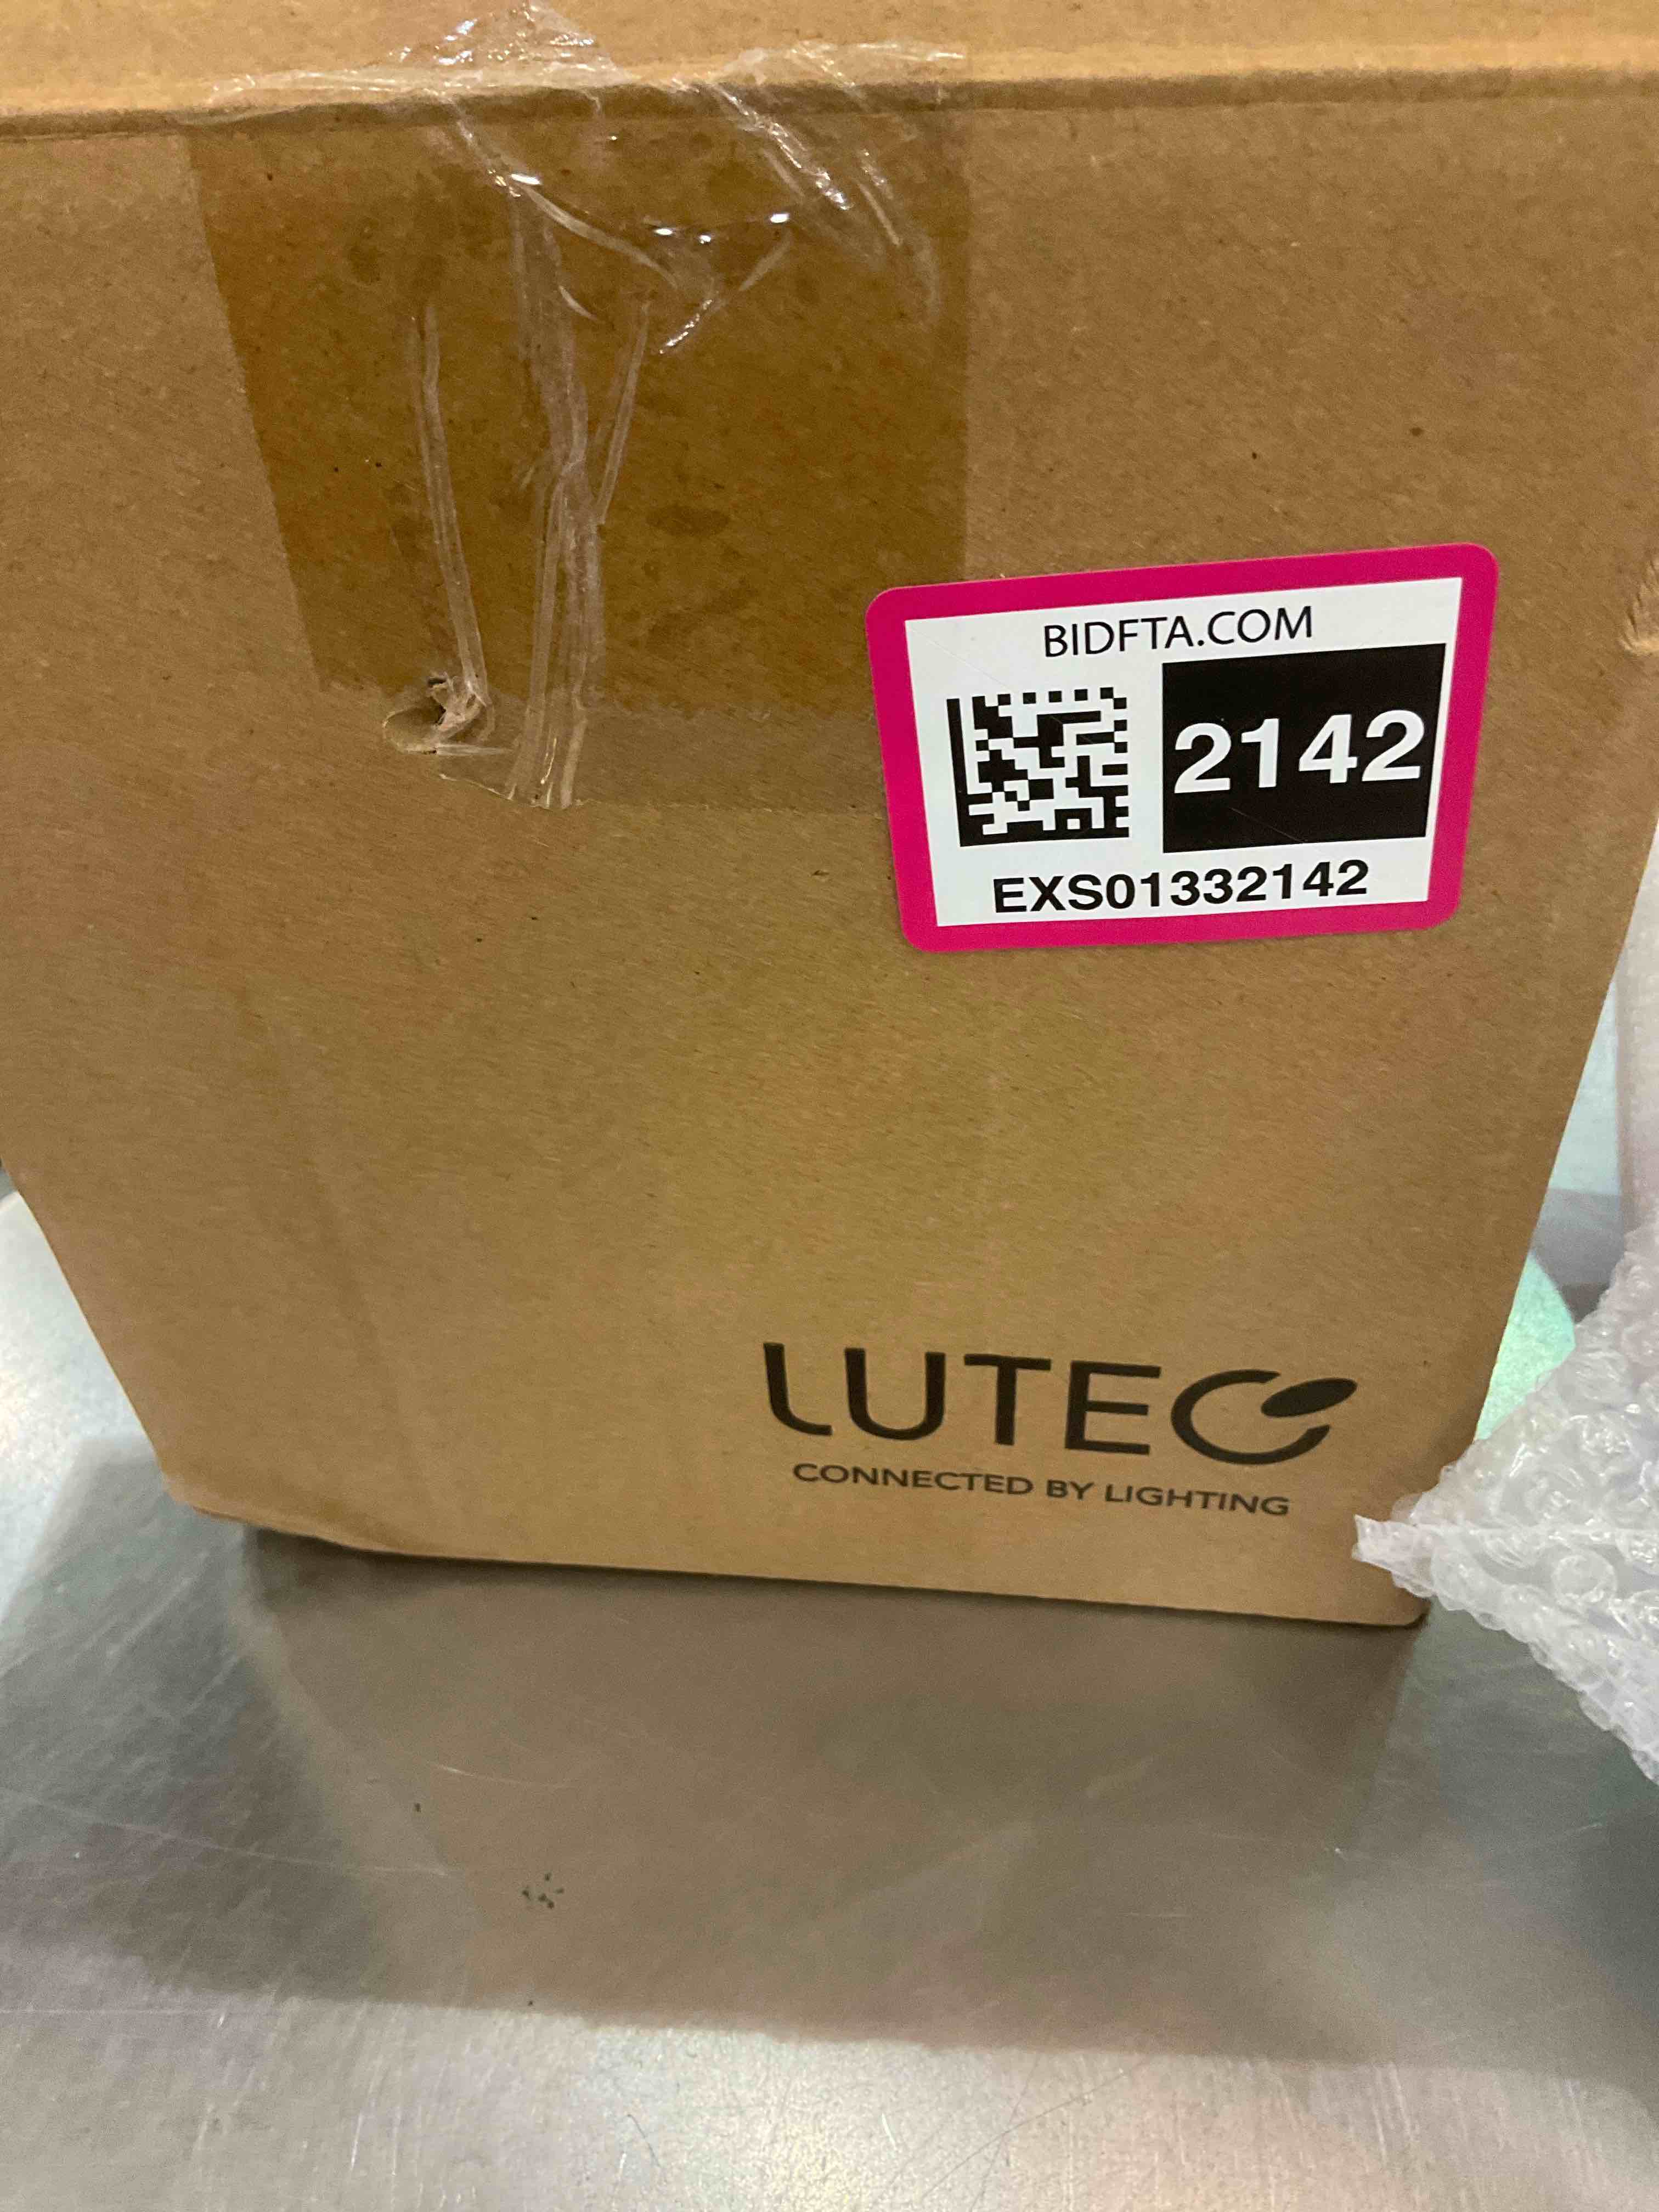 BIDFTA.COM
2142
EXS01332142
LUTEC
CONNECTED BY LIGHTING